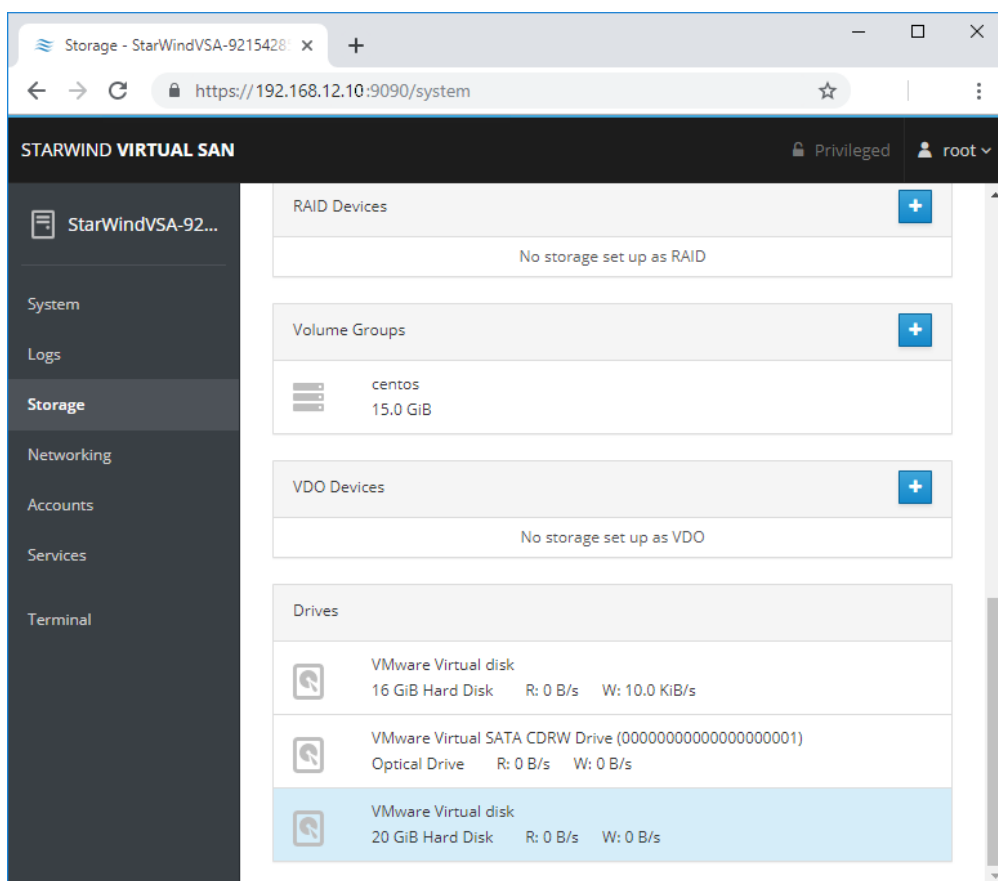 Storage - StarWindVSA-9215428
https://192.168.12.10:9090/system
STARWIND VIRTUAL SAN
Privileged
root
StarWindVSA-92...
System
Logs
Storage
Networking
Accounts
Services
Terminal
RAID Devices
No storage set up as RAID
Volume Groups
centos
15.0 GiB
VDO Devices
No storage set up as VDO
Drives
VMware Virtual disk
16 GiB Hard Disk R: 0 B/s W: 10.0 KiB/s
VMware Virtual SATA CDRW Drive (00000000000000000001)
Optical Drive R: 0 B/s W: 0 B/s
VMware Virtual disk
20 GiB Hard Disk R: 0 B/s W: 0 B/s